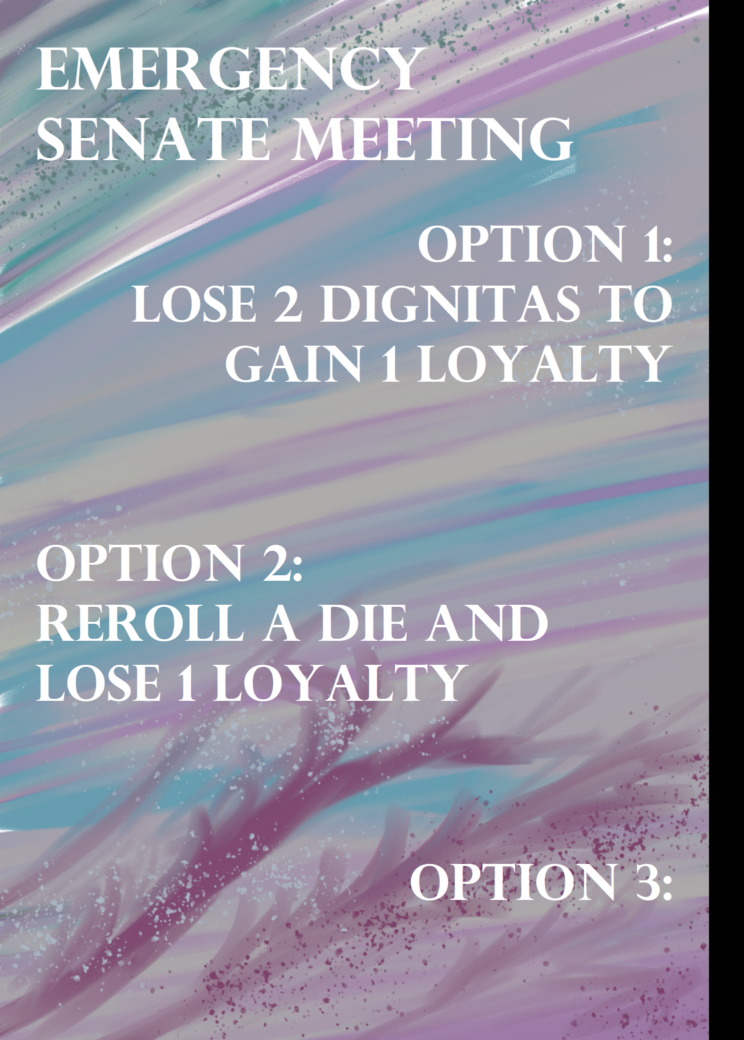 EMERGENCY
SENATE MEETING
OPTION 1:
LOSE 2 DIGNITAS TO
GAIN 1 LOYALTY
OPTION 2:
REROLL A DIE AND
LOSE 1 LOYALTY
OPTION 3: